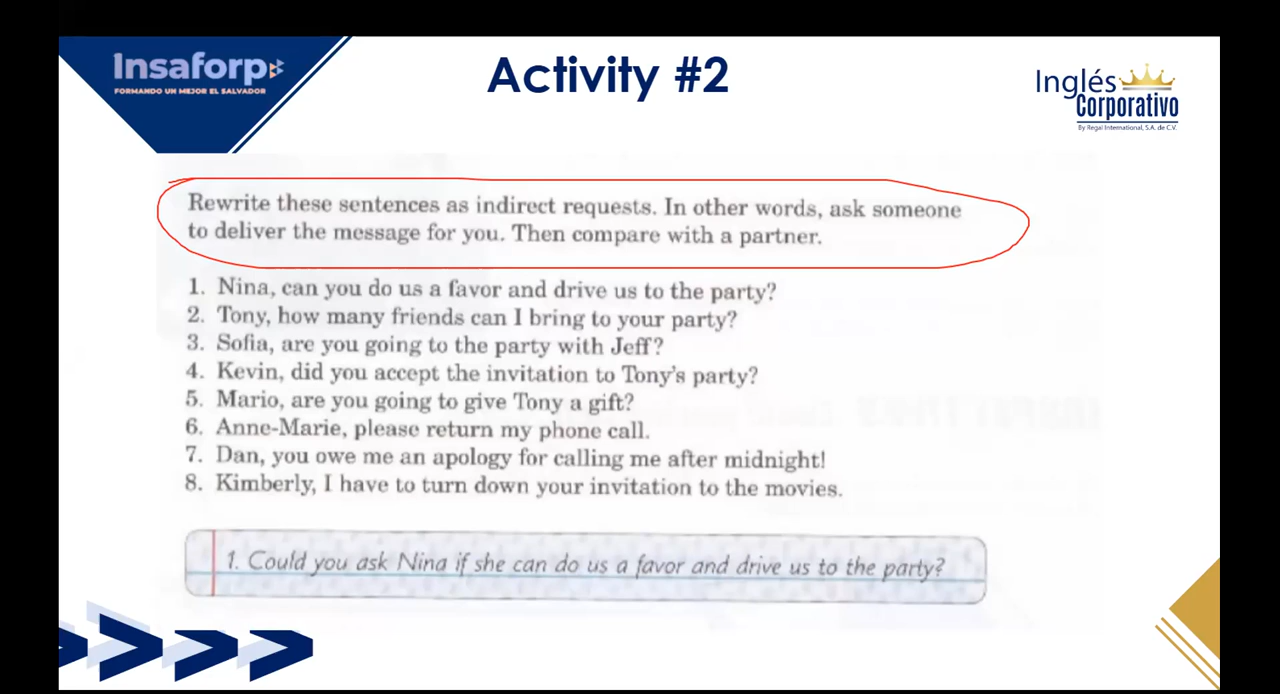 Insaforp
FORMANDO UN MEJOR EL SALVADOR
Activity #2
Inglés
Corporativo
By Regal International, S.A. de C.V.
Rewrite these sentences as indirect requests. In other words, ask someone
to deliver the message for you. Then compare with a partner.
1. Nina, can you do us a favor and drive us to the party?
2. Tony, how many friends can I bring to your party?
3. Sofia, are you going to the party with Jeff?
4. Kevin, did you accept the invitation to Tony's party?
5. Mario, are you going to give Tony a gift?
6. Anne-Marie, please return my phone call.
7. Dan, you owe me an apology for calling me after midnight!
8. Kimberly, I have to turn down your invitation to the movies.
1. Could you ask Nina if she can do us a favor and drive us to the party?